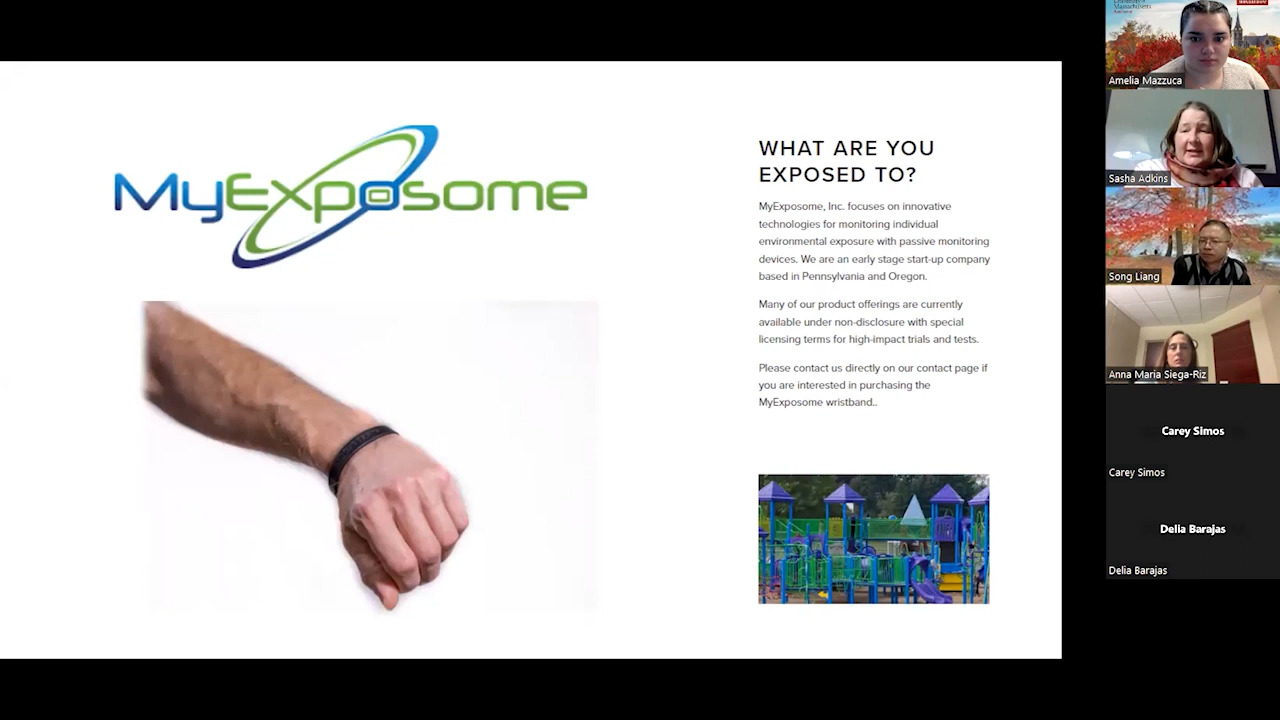 MyExposome
WHAT ARE YOU
EXPOSED TO?
MyExposome, Inc. focuses on innovative
technologies for monitoring individual
environmental exposure with passive monitoring
devices. We are an early stage start-up company
based in Pennsylvania and Oregon.
Many of our product offerings are currently
available under non-disclosure with special
licensing terms for high-impact trials and tests.
Please contact us directly on our contact page if
you are interested in purchasing the
MyExposome wristband..
Massachusetts
Amelia Mazzuca
Sasha Adkins
Song Liang
Anna Maria Siega-Riz
Carey Simos
Carey Simos
Delia Barajas
Delia Barajas